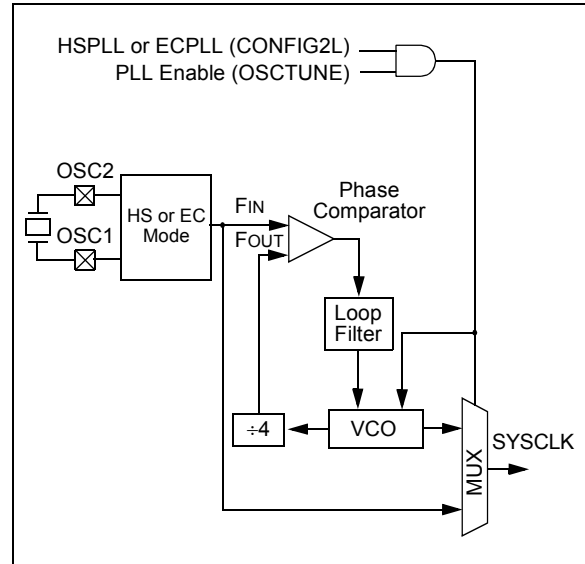 HSPLL or ECPLL (CONFIG2L)
PLL Enable (OSCTUNE)
OSC2
OSC1
HS or EC
Mode
FIN
FOUT
Phase
Comparator
Loop
Filter
÷4
VCO
MUX
SYSCLK